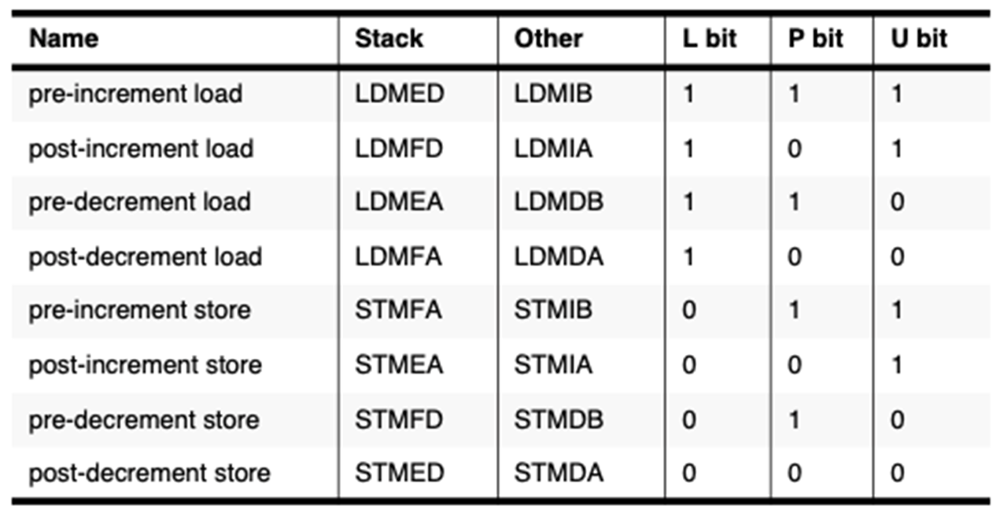 Name Stack Other L bit P bit U bit
pre-increment load LDMED LDMIB 1 1 1
post-increment load LDMFD LDMIA 1 0 1
pre-decrement load LDMEA LDMDB 1 1 0
post-decrement load LDMFA LDMDA 1 0 0
pre-increment store STMFA STMIB 0 1 1
post-increment store STMEA STMIA 0 0 1
pre-decrement store STMFD STMDB 0 1 0
post-decrement store STMED STMDA 0 0 0